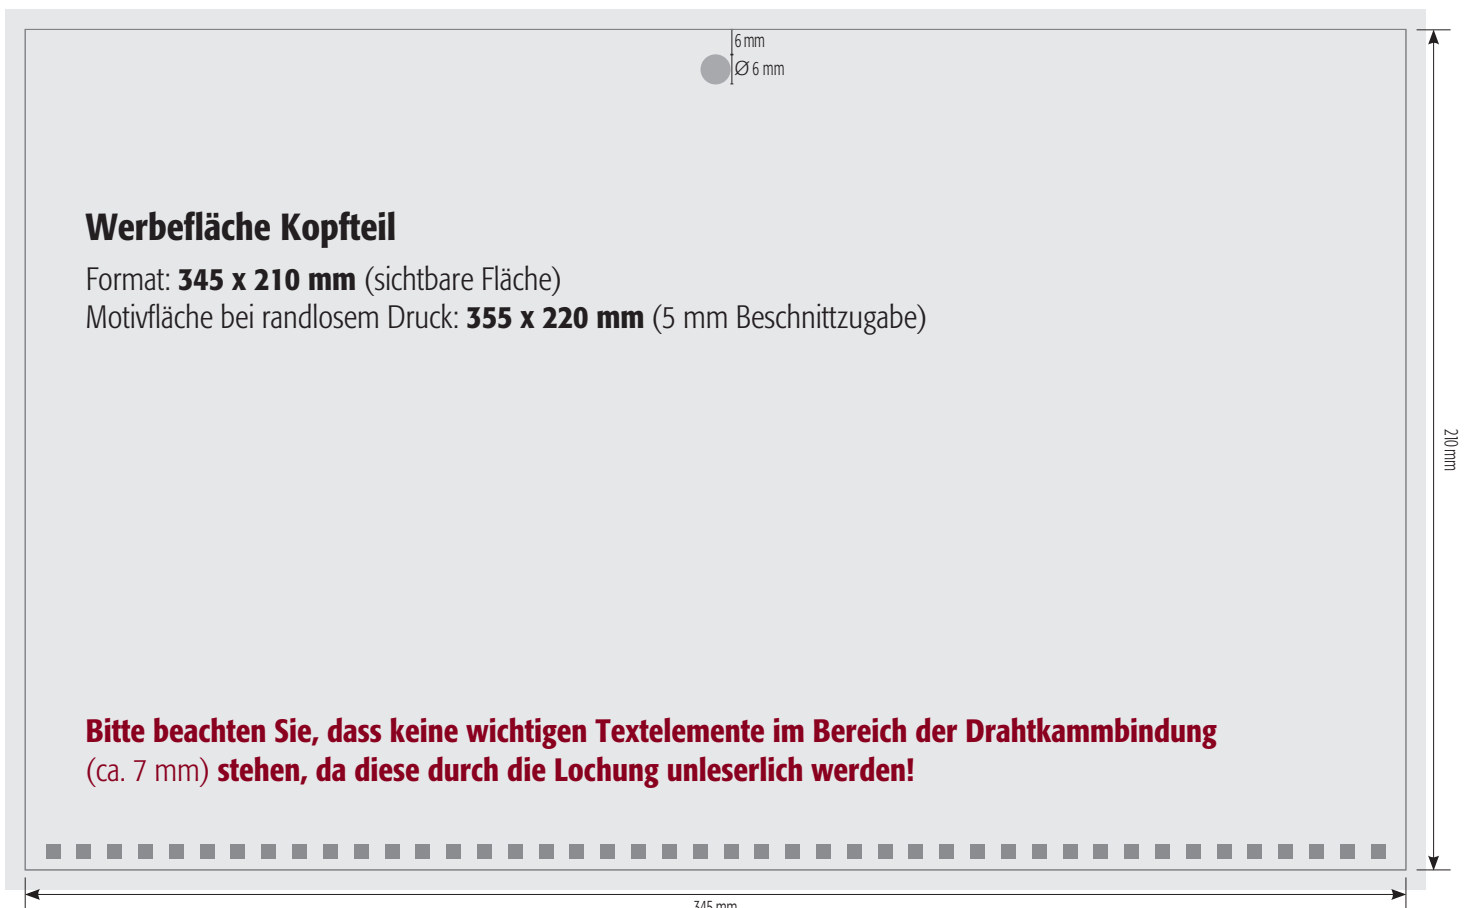 6 mm
Ø 6 mm
Werbefläche Kopfteil
Format: 345 x 210 mm (sichtbare Fläche)
Motivfläche bei randlosem Druck: 355 x 220 mm (5 mm Beschnittzugabe)
210 mm
Bitte beachten Sie, dass keine wichtigen Textelemente im Bereich der Drahtkammbindung
(ca. 7 mm) stehen, da diese durch die Lochung unleserlich werden!
345 mm